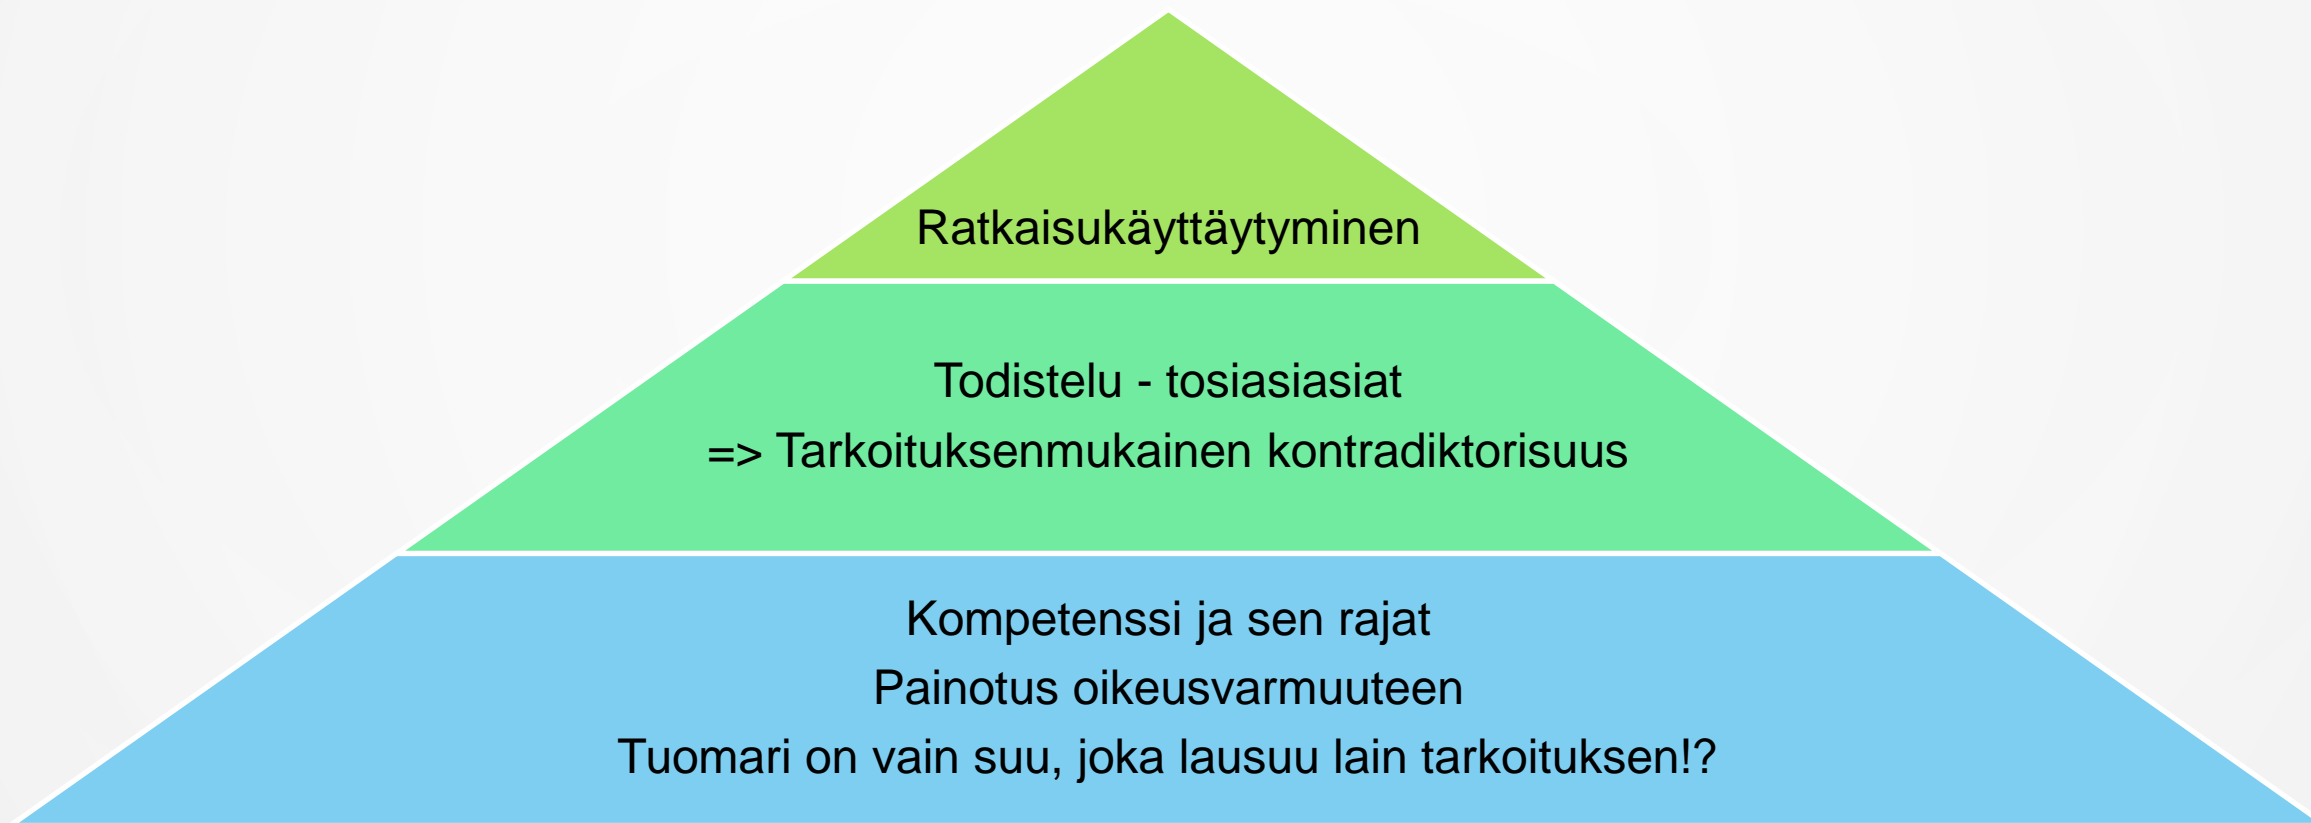 Ratkaisukäyttäytyminen
Todistelu - tosiasiasiat
=> Tarkoituksenmukainen kontradiktorisuus
Kompetenssi ja sen rajat
Painotus oikeusvarmuuteen
Tuomari on vain suu, joka lausuu lain tarkoituksen!?